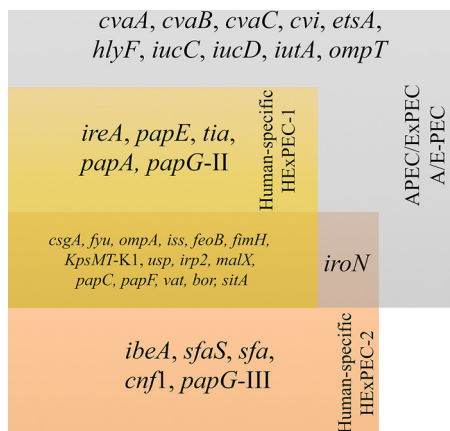 cvaA, cvaB, cvaC, cvi, etsA,
hlyF, iucC, iucD, iutA, ompT
APEC/ExPEC
A/E-PEC
ireA, papE, tia,
papA, papG-II
Human-specific
HExPEC-1
csgA, fyu, ompA, iss, feoB, fimH,
KpsMT-K1, usp, irp2, malX,
papC, papF, vat, bor, sitA
iroN
ibeA, sfaS, sfa,
cnf1, papG-III
Human-specific
HExPEC-2